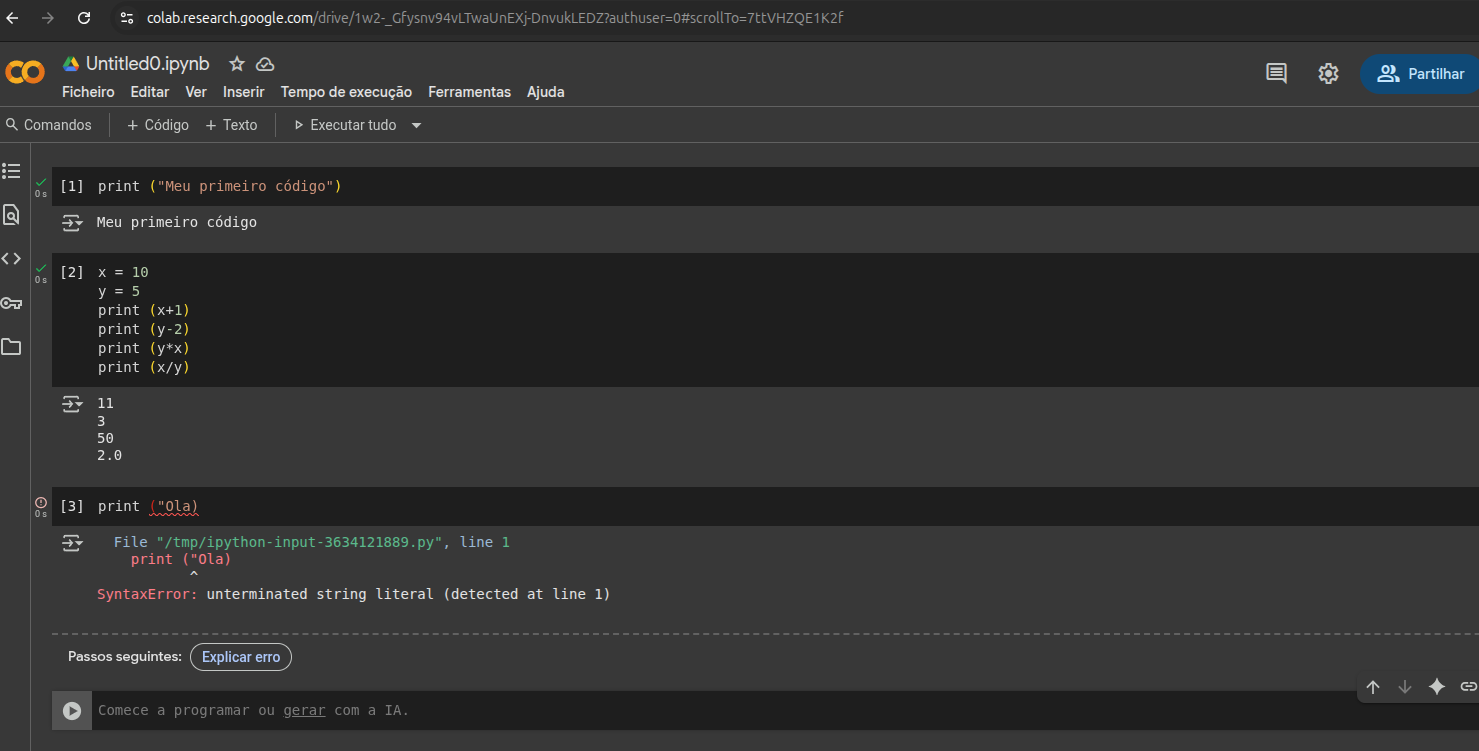 colab.research.google.com/drive/1w2-_Gfysnv94vLTwaUnEXj-DnvukLEDZ?authuser=0#scrollTo=7ttVHZQE1K2f
Untitled0.ipynb
Ficheiro Editar Ver Inserir Tempo de execução Ferramentas Ajuda
Partilhar
Comandos + Código + Texto Executar tudo
[1] print ("Meu primeiro código")
0 s
Meu primeiro código
[2] x = 10
0 s
y = 5
print (x+1)
print (y-2)
print (y*x)
print (x/y)
11
3
50
2.0
[3] print ("Ola)
0 s
File "/tmp/ipython-input-3634121889.py", line 1
print ("Ola)
^
SyntaxError: unterminated string literal (detected at line 1)
Passos seguintes: Explicar erro
Comece a programar ou gerar com a IA.